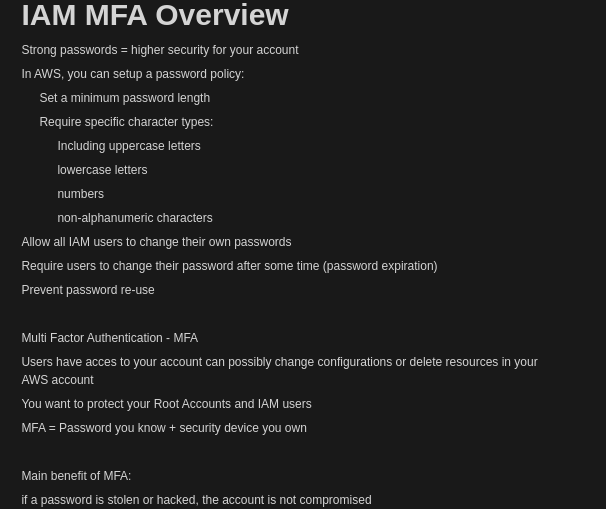 IAM MFA Overview
Strong passwords = higher security for your account
In AWS, you can setup a password policy:
Set a minimum password length
Require specific character types:
Including uppercase letters
lowercase letters
numbers
non-alphanumeric characters
Allow all IAM users to change their own passwords
Require users to change their password after some time (password expiration)
Prevent password re-use
Multi Factor Authentication - MFA
Users have acces to your account can possibly change configurations or delete resources in your
AWS account
You want to protect your Root Accounts and IAM users
MFA = Password you know + security device you own
Main benefit of MFA:
if a password is stolen or hacked, the account is not compromised